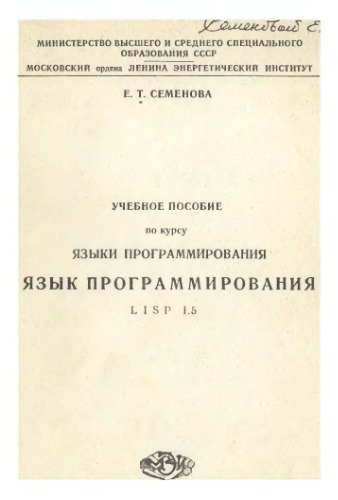 МИНИСТЕРСТВО ВЫСШЕГО И СРЕДНЕГО СПЕЦИАЛЬНОГО
ОБРАЗОВАНИЯ СССР
МОСКОВСКИЙ ордена ЛЕНИНА ЭНЕРГЕТИЧЕСКИЙ ИНСТИТУТ
Е. Т. СЕМЕНОВА
УЧЕБНОЕ ПОСОБИЕ
по курсу
ЯЗЫКИ ПРОГРАММИРОВАНИЯ
ЯЗЫК ПРОГРАММИРОВАНИЯ
LISP 1.5
МЭИ